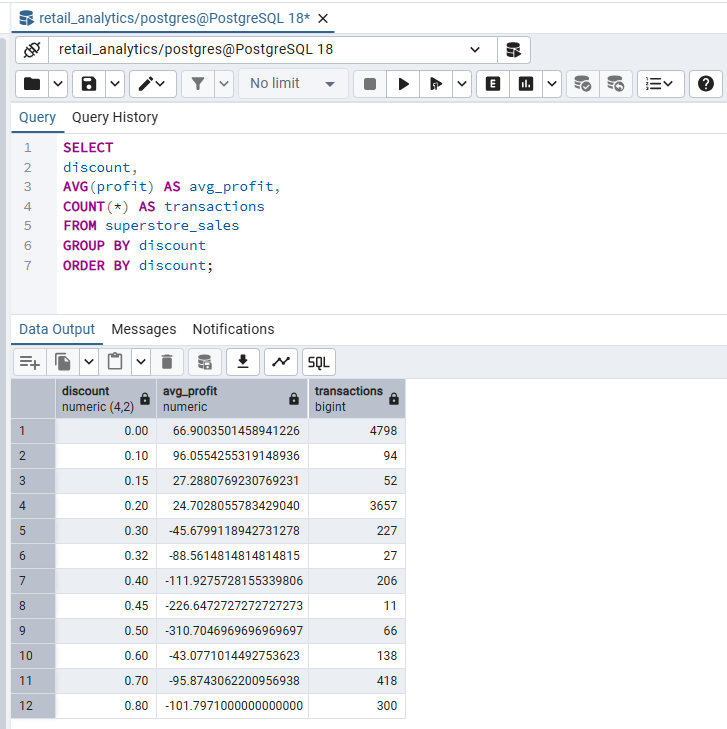 retail_analytics/postgres@PostgreSQL 18*
retail_analytics/postgres@PostgreSQL 18
No limit
Query Query History
1 SELECT
2 discount,
3 AVG(profit) AS avg_profit,
4 COUNT(*) AS transactions
5 FROM superstore_sales
6 GROUP BY discount
7 ORDER BY discount;
Data Output Messages Notifications
SQL
discount avg_profit transactions
numeric (4,2) numeric bigint
1 0.00 66.9003501458941226 4798
2 0.10 96.0554255319148936 94
3 0.15 27.2880769230769231 52
4 0.20 24.7028055783429040 3657
5 0.30 -45.6799118942731278 227
6 0.32 -88.5614814814814815 27
7 0.40 -111.9275728155339806 206
8 0.45 -226.6472727272727273 11
9 0.50 -310.7046969696969697 66
10 0.60 -43.0771014492753623 138
11 0.70 -95.8743062200956938 418
12 0.80 -101.7971000000000000 300